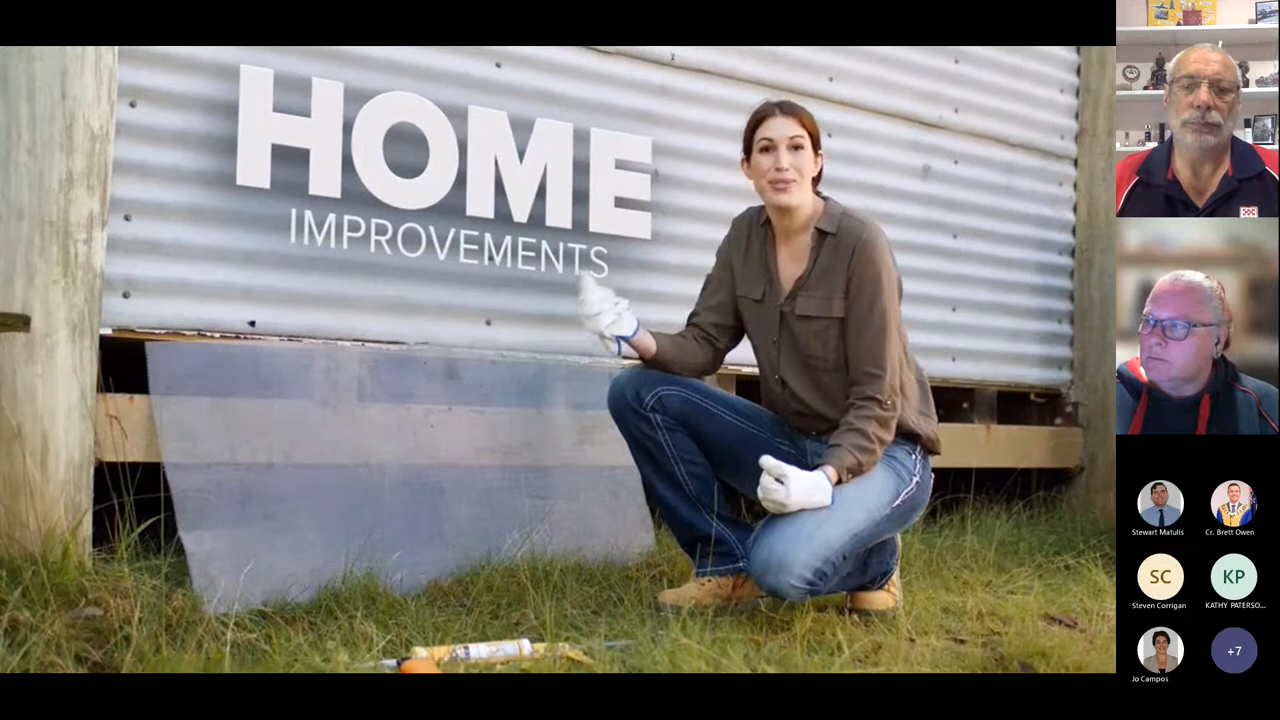 HOME
IMPROVEMENTS
Stewart Matulis
Cr. Brett Owen
SC
KP
Steven Corrigan
KATHY PATERSO...
Jo Campos
+7